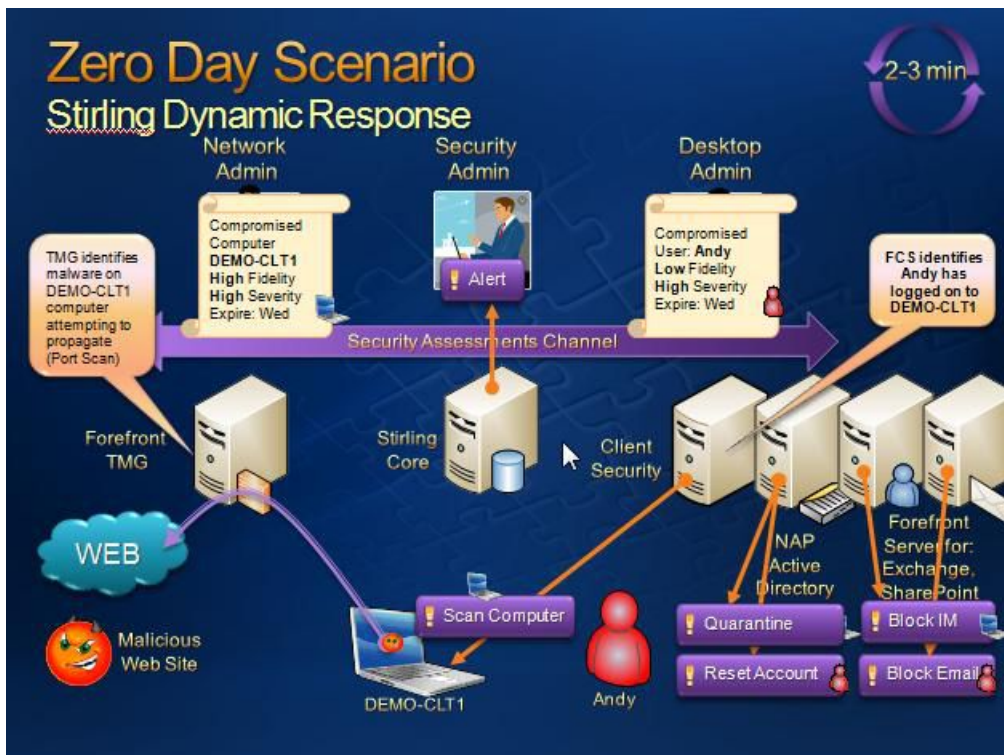 Zero Day Scenario
Stirling Dynamic Response
2-3 min
Network
Admin
Security
Admin
Desktop
Admin
TMG identifies
malware on
DEMO-CLT1
computer
attempting to
propagate
(Port Scan)
Compromised
Computer
DEMO-CLT1
High Fidelity
High Severity
Expire: Wed
! Alert
Compromised
User: Andy
Low Fidelity
High Severity
Expire: Wed
FCS identifies
Andy has
logged on to
DEMO-CLT1
Security Assessments Channel
Forefront
TMG
Stirling
Core
Client
Security
NAP
Active
Directory
Forefront
Server for:
Exchange,
SharePoint
WEB
Malicious
Web Site
! Scan Computer
DEMO-CLT1
Andy
! Quarantine
! Reset Account
! Block IM
! Block Email